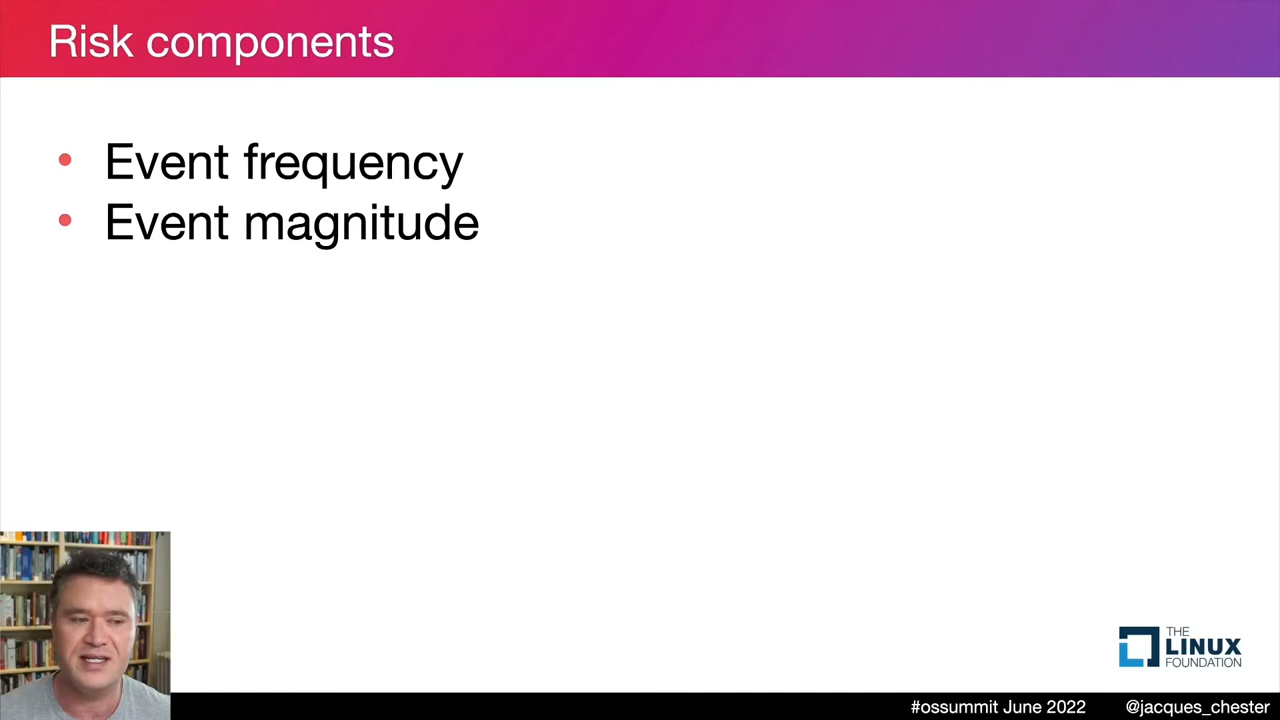 Risk components
• Event frequency
• Event magnitude
THE
LINUX
FOUNDATION
#ossummit June 2022 @jacques_chester